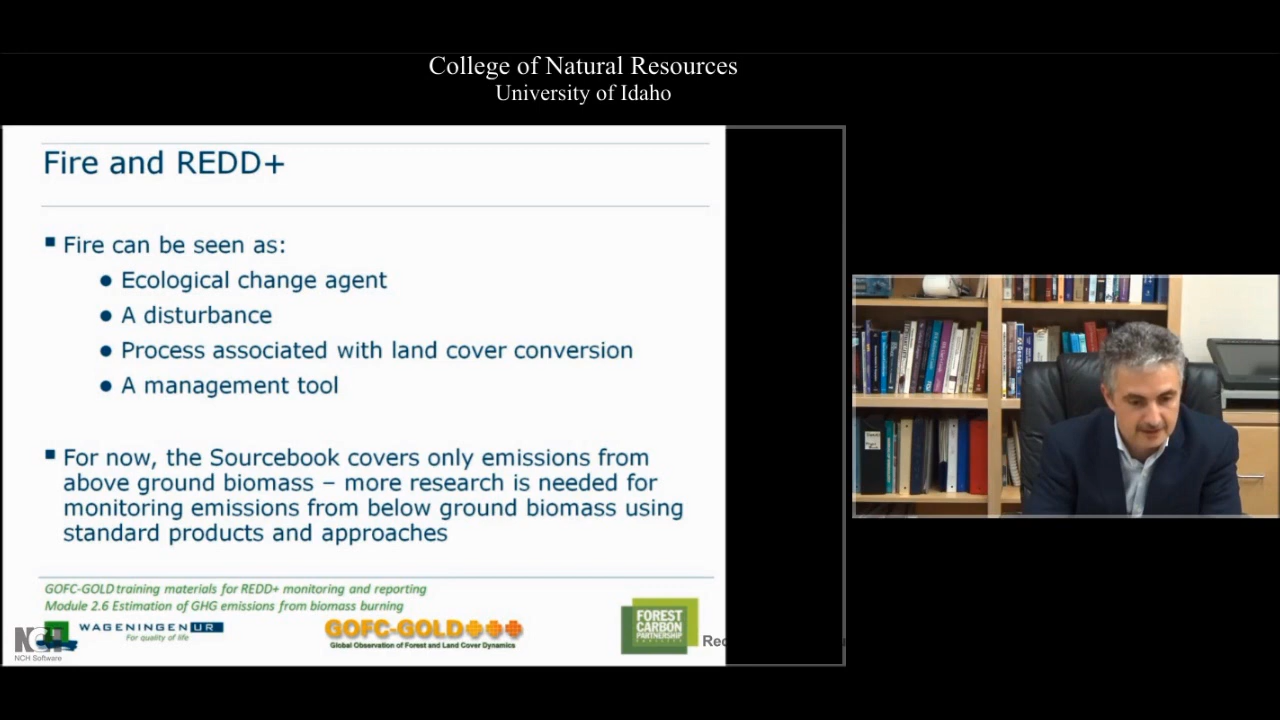 College of Natural Resources
University of Idaho
Fire and REDD+
Fire can be seen as:
Ecological change agent
A disturbance
Process associated with land cover conversion
A management tool
For now, the Sourcebook covers only emissions from
above ground biomass – more research is needed for
monitoring emissions from below ground biomass using
standard products and approaches
GOFC-GOLD training materials for REDD+ monitoring and reporting
Module 2.6 Estimation of GHG emissions from biomass burning
WAGENINGEN UR
For quality of life
GOFC-GOLD
Global Observation of Forest and Land Cover Dynamics
FOREST
CARBON
PARTNERSHIP
NCH
NCH Software
Rec